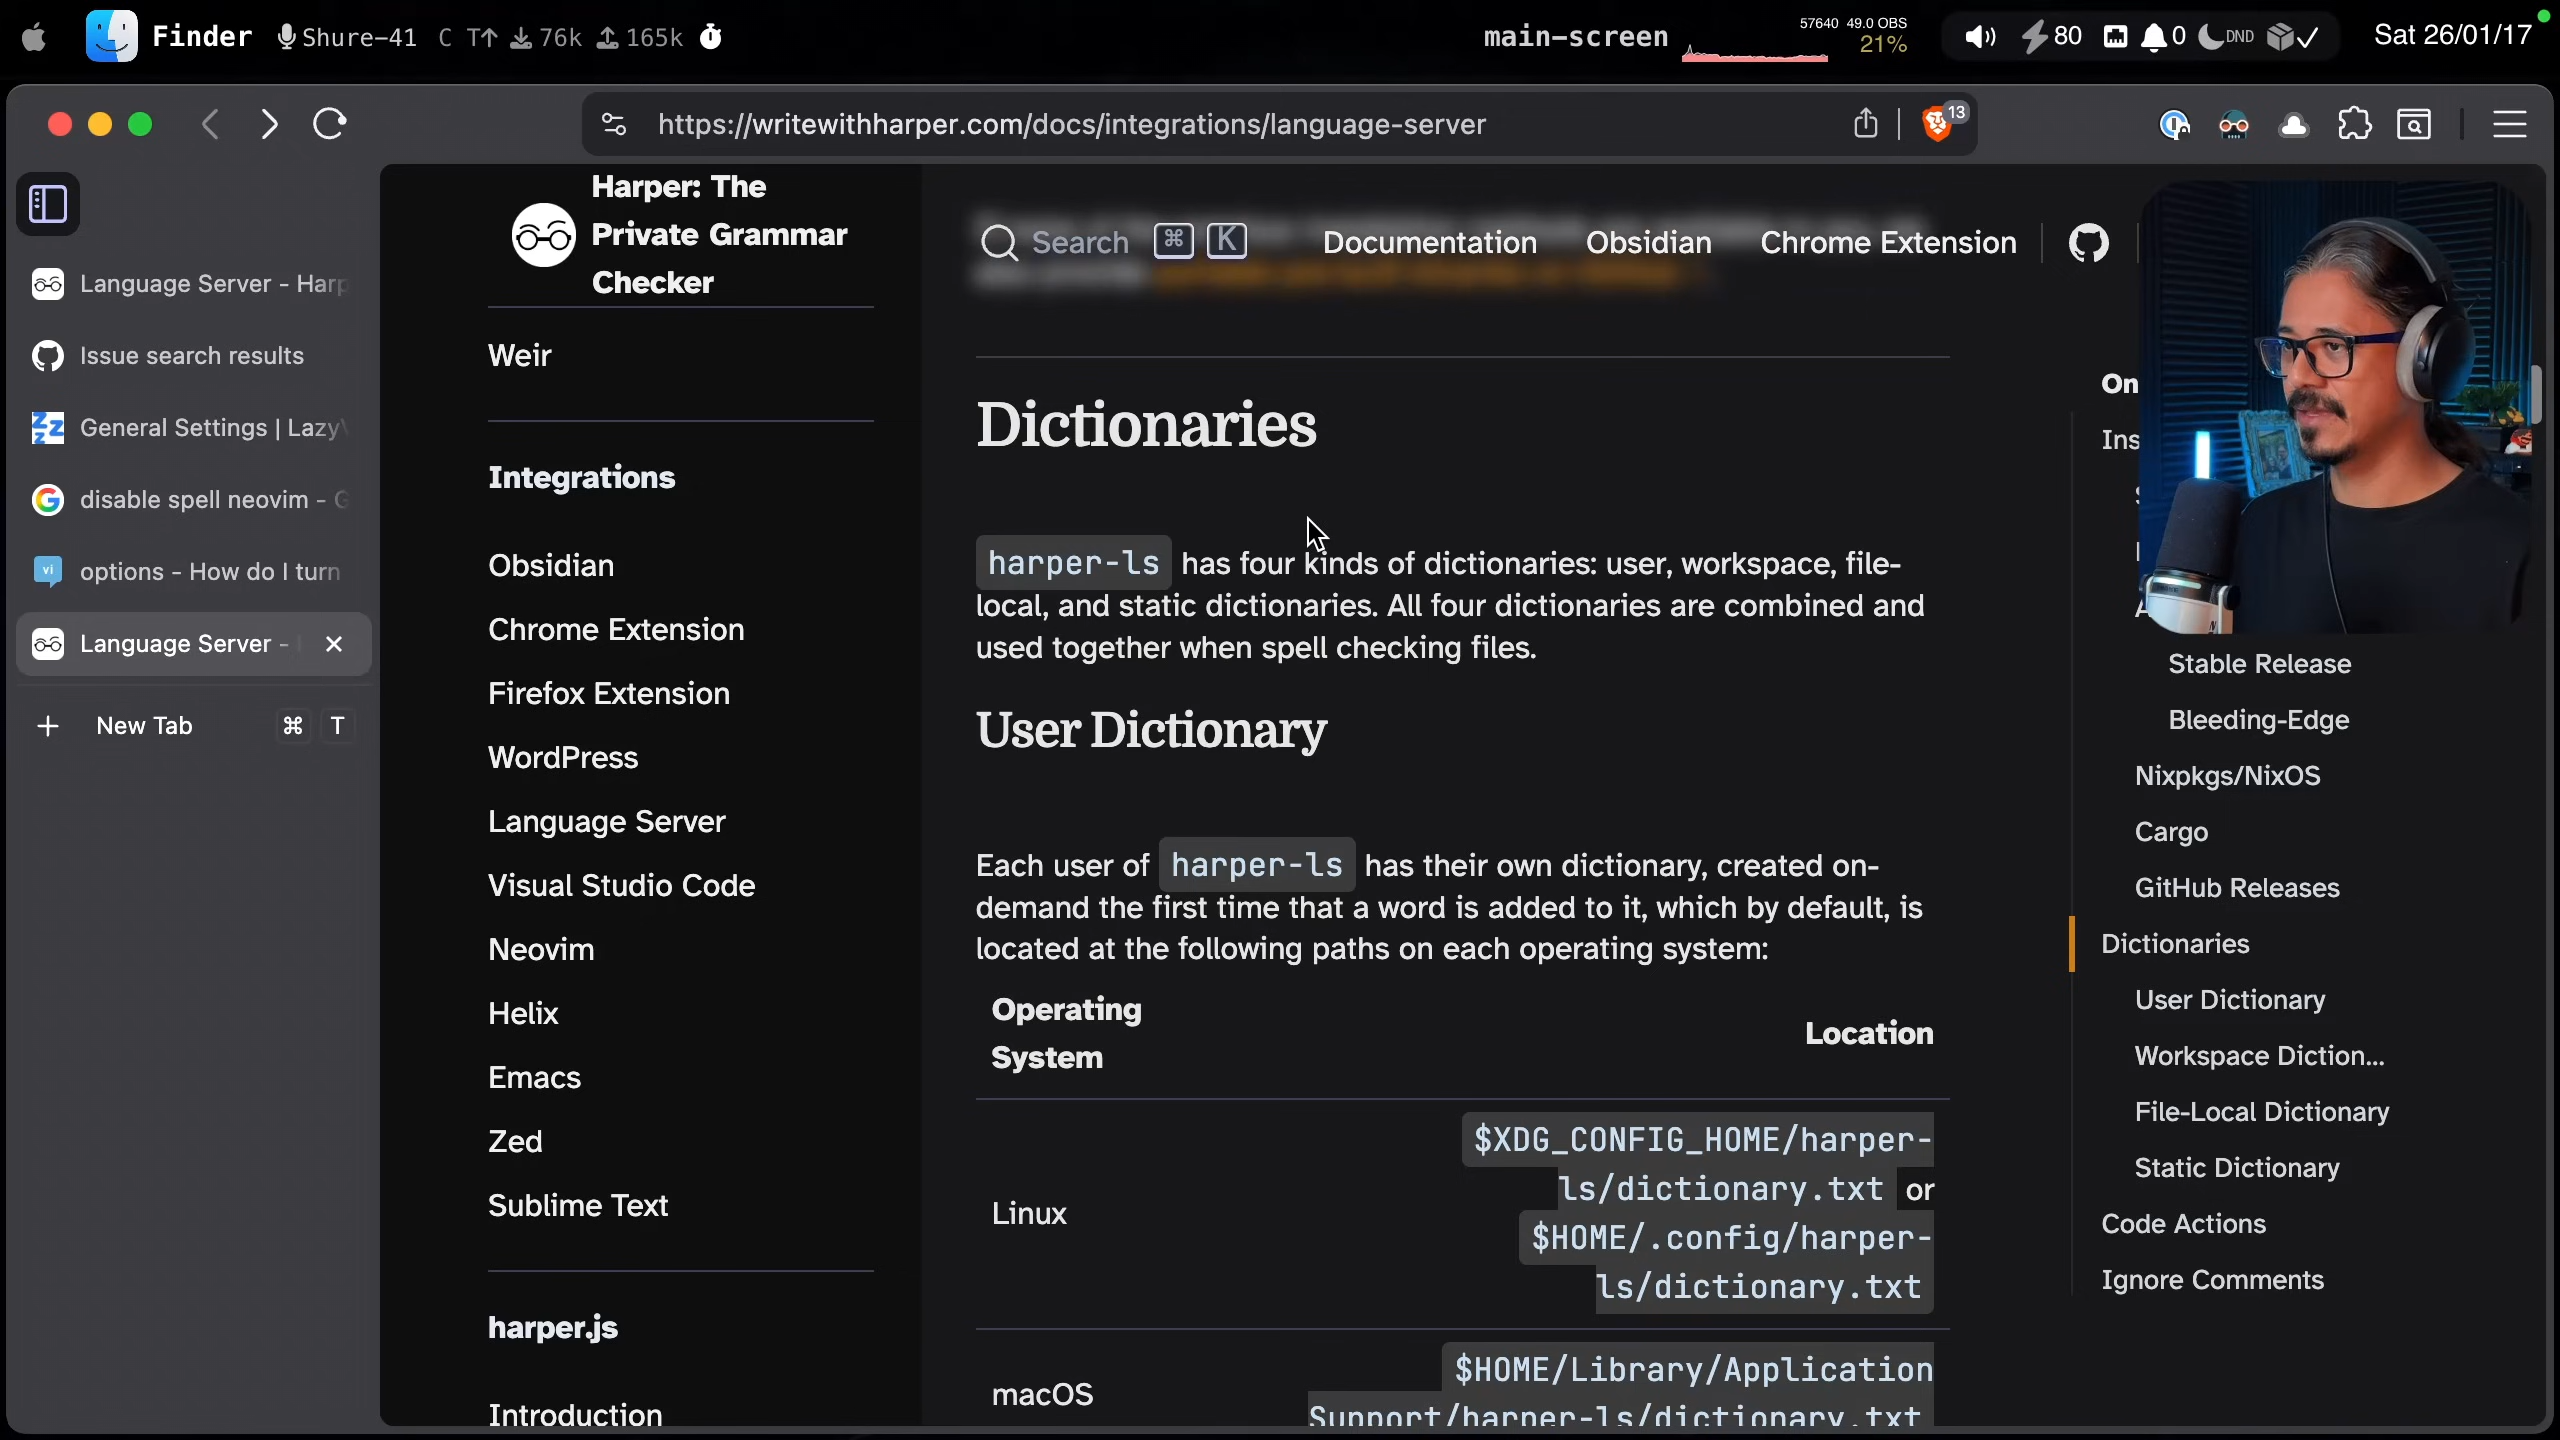 Finder
Shure-41
C T↑ 76k 165k
main-screen
57640 49.0 OBS
21%
80
0
DND
Sat 26/01/17
https://writewithharper.com/docs/integrations/language-server
13
Language Server - Harp
Issue search results
General Settings | LazyV
disable spell neovim - G
options - How do I turn
Language Server -
New Tab ⌘ T
Harper: The
Private Grammar
Checker
Weir
Integrations
Obsidian
Chrome Extension
Firefox Extension
WordPress
Language Server
Visual Studio Code
Neovim
Helix
Emacs
Zed
Sublime Text
harper.js
Introduction
Search ⌘ K
Documentation
Obsidian
Chrome Extension
Dictionaries
harper-ls has four kinds of dictionaries: user, workspace, file-
local, and static dictionaries. All four dictionaries are combined and
used together when spell checking files.
User Dictionary
Each user of harper-ls has their own dictionary, created on-
demand the first time that a word is added to it, which by default, is
located at the following paths on each operating system:
Operating
System
Location
Linux
$XDG_CONFIG_HOME/harper-
ls/dictionary.txt or
$HOME/.config/harper-
ls/dictionary.txt
macOS
$HOME/Library/Application
Support/harper-ls/dictionary.txt
On
Ins
Stable Release
Bleeding-Edge
Nixpkgs/NixOS
Cargo
GitHub Releases
Dictionaries
User Dictionary
Workspace Diction...
File-Local Dictionary
Static Dictionary
Code Actions
Ignore Comments